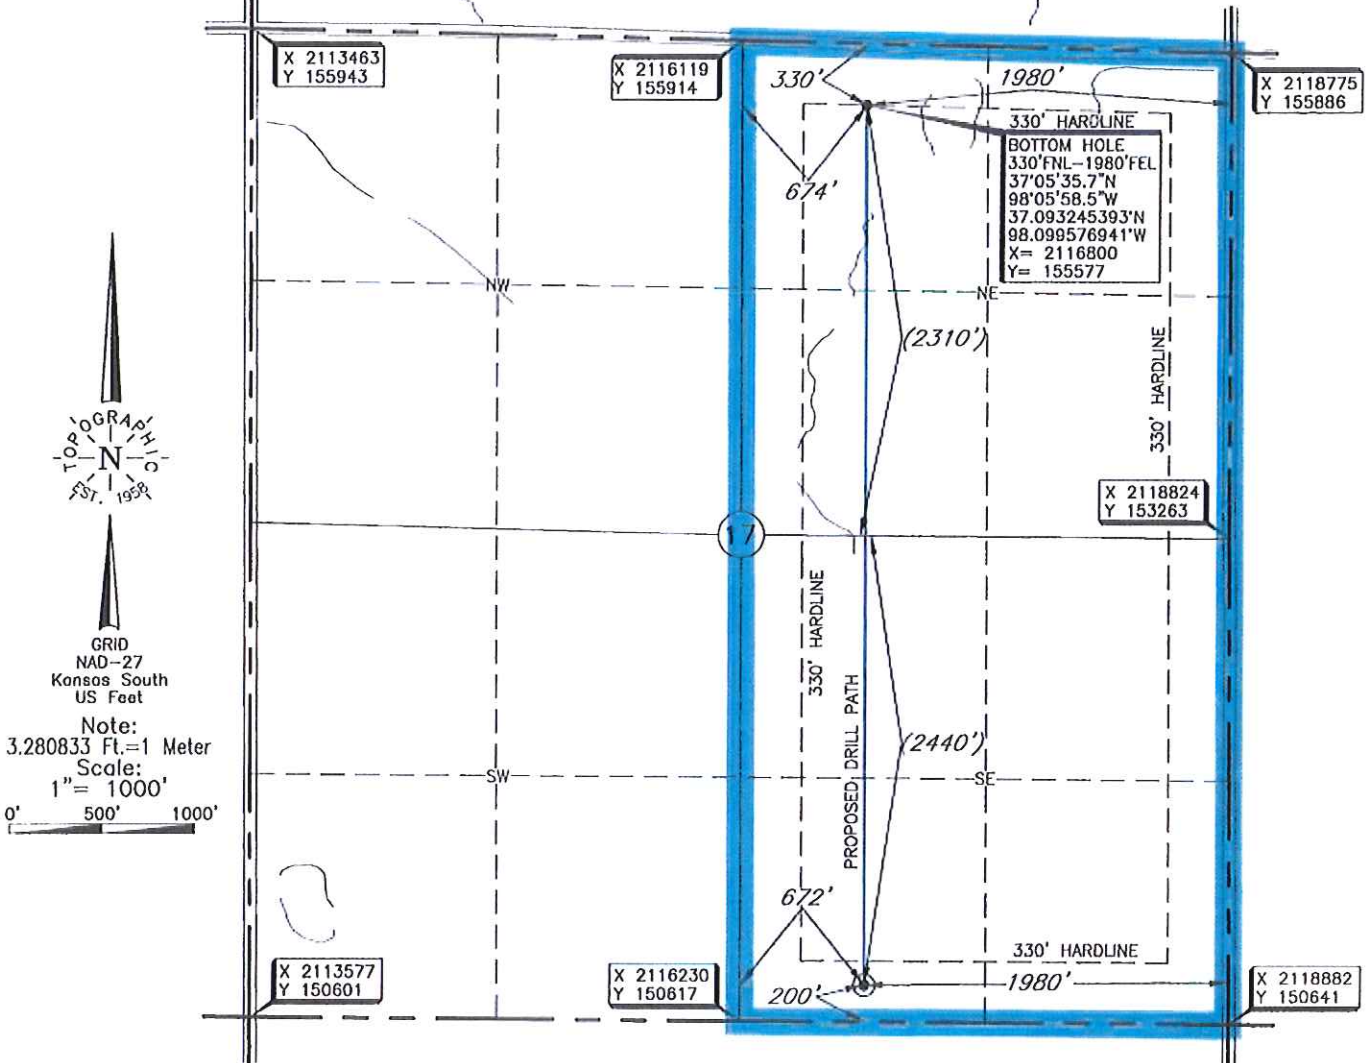 X 2113463
Y 155943
X 2116119
Y 155914
330'
1980'
X 2118775
Y 155886
330' HARDLINE
BOTTOM HOLE
330'FNL-1980'FEL
37°05'35.7"N
98°05'58.5"W
37.093245393°N
98.099576941°W
X= 2116800
Y= 155577
674'
NW
NE
(2310')
330' HARDLINE
TOPOGRAPHIC
N
EST. 1958
X 2118824
Y 153263
17
330' HARDLINE
GRID
NAD-27
Kansas South
US Feet
Note:
3.280833 Ft.=1 Meter
Scale:
1"= 1000'
0' 500' 1000'
PROPOSED DRILL PATH
(2440')
SW
SE
672'
330' HARDLINE
X 2113577
Y 150601
X 2116230
Y 150617
200'
1980'
X 2118882
Y 150641